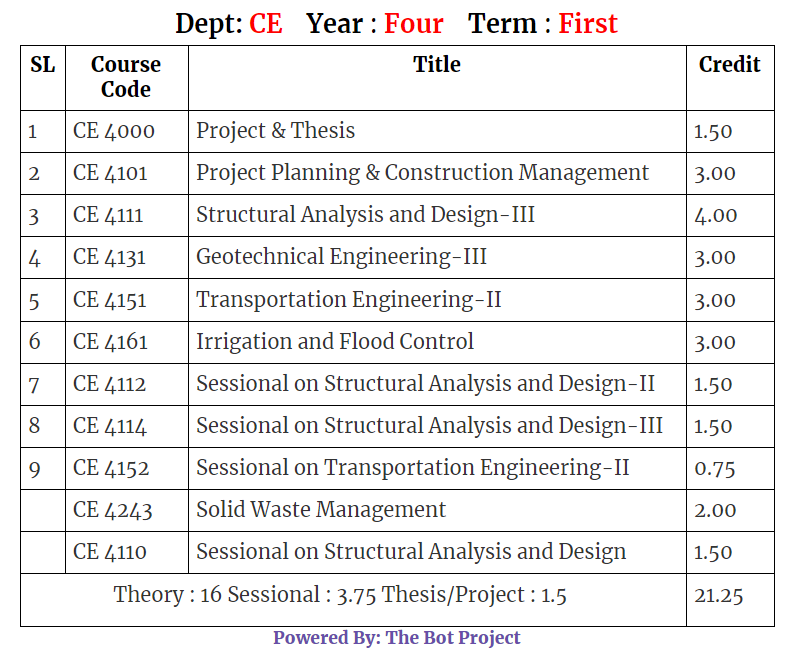 Dept: CE Year : Four Term : First
SL Course Code Title Credit
1 CE 4000 Project & Thesis 1.50
2 CE 4101 Project Planning & Construction Management 3.00
3 CE 4111 Structural Analysis and Design-III 4.00
4 CE 4131 Geotechnical Engineering-III 3.00
5 CE 4151 Transportation Engineering-II 3.00
6 CE 4161 Irrigation and Flood Control 3.00
7 CE 4112 Sessional on Structural Analysis and Design-II 1.50
8 CE 4114 Sessional on Structural Analysis and Design-III 1.50
9 CE 4152 Sessional on Transportation Engineering-II 0.75
CE 4243 Solid Waste Management 2.00
CE 4110 Sessional on Structural Analysis and Design 1.50
Theory : 16 Sessional : 3.75 Thesis/Project : 1.5 21.25
Powered By: The Bot Project